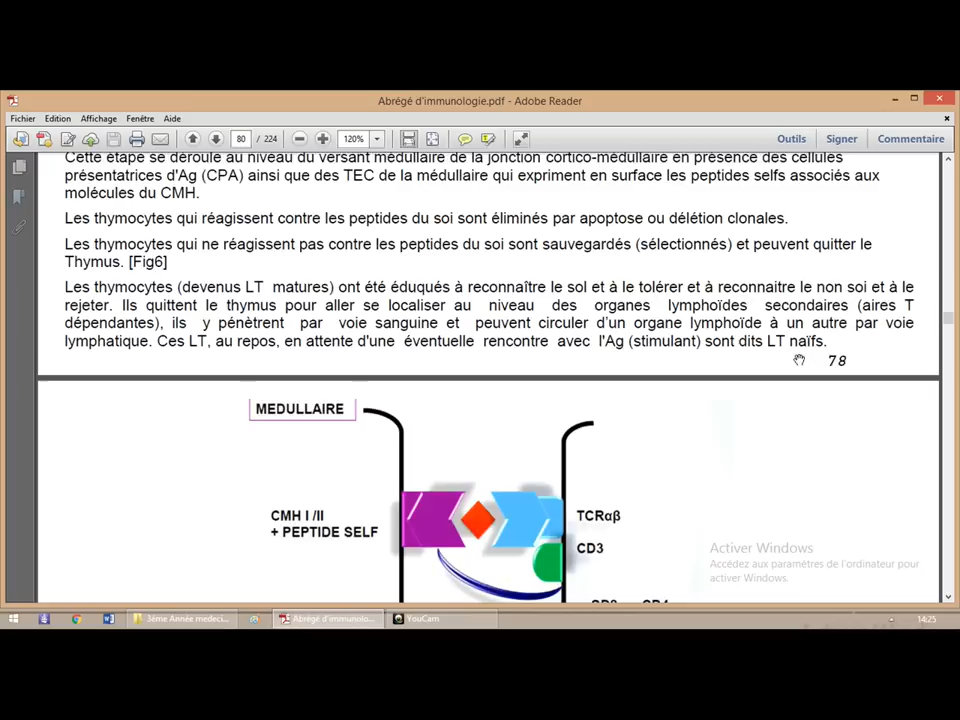 Abrégé d'immunologie.pdf - Adobe Reader
Fichier Edition Affichage Fenêtre Aide
80 / 224 120% Outils Signer Commentaire
Cette étape se déroule au niveau du versant médullaire de la jonction cortico-médullaire en présence des cellules
présentatrices d'Ag (CPA) ainsi que des TEC de la médullaire qui expriment en surface les peptides selfs associés aux
molécules du CMH.
Les thymocytes qui réagissent contre les peptides du soi sont éliminés par apoptose ou délétion clonales.
Les thymocytes qui ne réagissent pas contre les peptides du soi sont sauvegardés (sélectionnés) et peuvent quitter le
Thymus. [Fig6]
Les thymocytes (devenus LT matures) ont été éduqués à reconnaître le sol et à le tolérer et à reconnaitre le non soi et à le
rejeter. Ils quittent le thymus pour aller se localiser au niveau des organes lymphoïdes secondaires (aires T
dépendantes), ils y pénètrent par voie sanguine et peuvent circuler d'un organe lymphoïde à un autre par voie
lymphatique. Ces LT, au repos, en attente d'une éventuelle rencontre avec l'Ag (stimulant) sont dits LT naïfs.
78
MEDULLAIRE
CMH I /II
+ PEPTIDE SELF
TCRαβ
CD3
Activer Windows
Accédez aux paramètres de l'ordinateur pour
activer Windows.
3éme Année medeci... Abrégé d'immunolo... YouCam 14:25